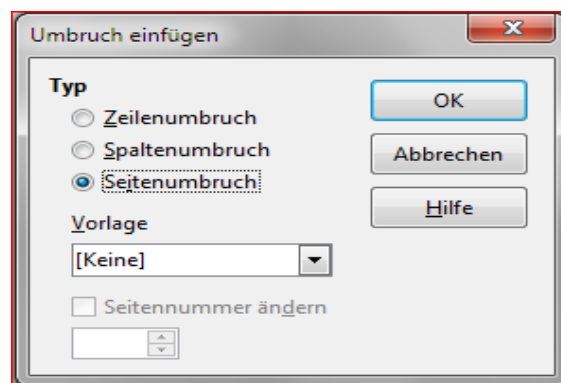 Umbruch einfügen
Typ
Zeilenumbruch
Spaltenumbruch
Seitenumbruch
Vorlage
[Keine]
Seitennummer ändern
OK
Abbrechen
Hilfe